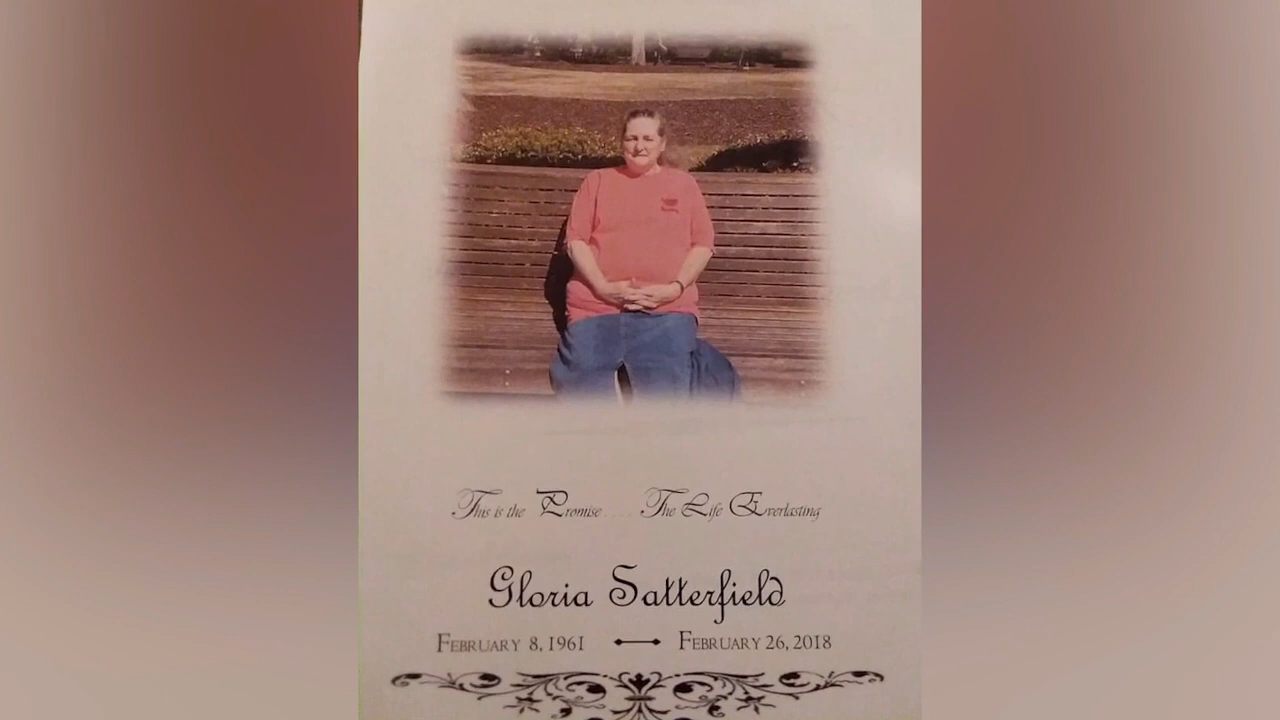 This is the Promise .... The Life Everlasting
Gloria Satterfield
February 8, 1961 February 26, 2018